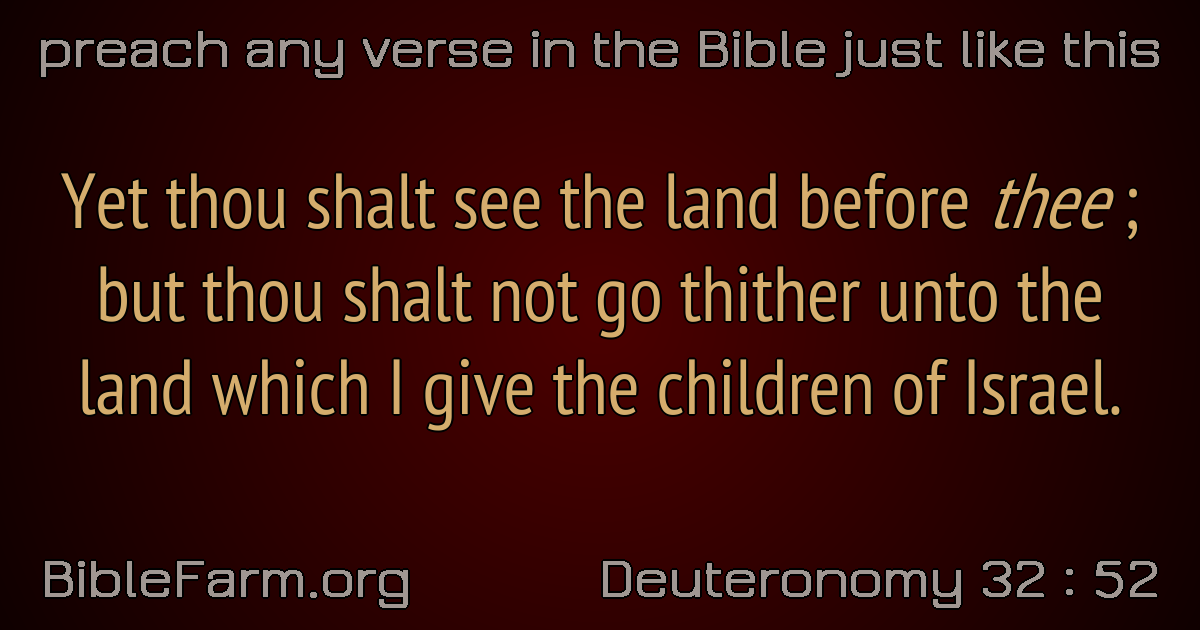 preach any verse in the Bible just like this
Yet thou shalt see the land before thee ;
but thou shalt not go thither unto the
land which I give the children of Israel.
BibleFarm.org
Deuteronomy 32 : 52